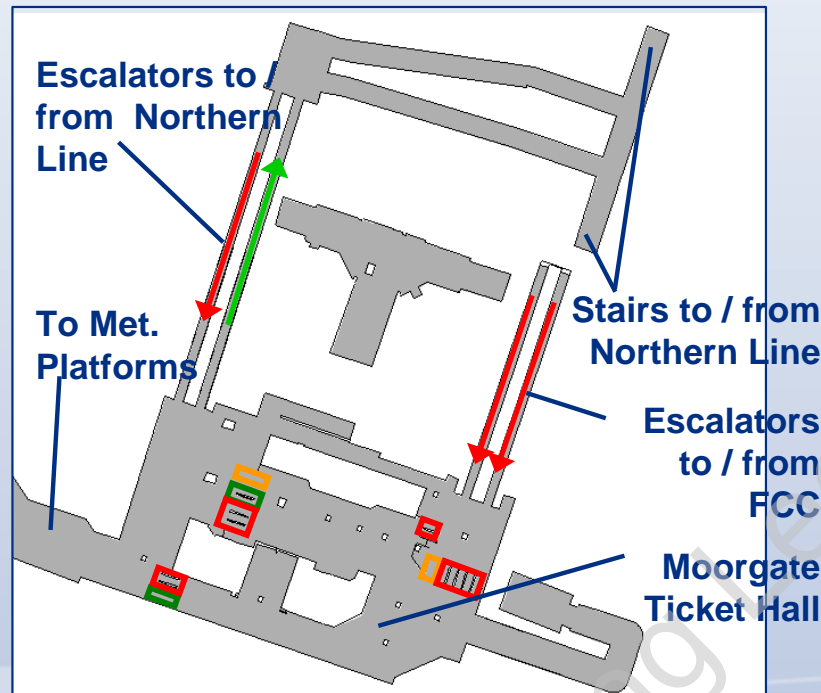 Escalators to /
from Northern
Line
To Met.
Platforms
Stairs to / from
Northern Line
Escalators
to / from
FCC
Moorgate
Ticket Hall